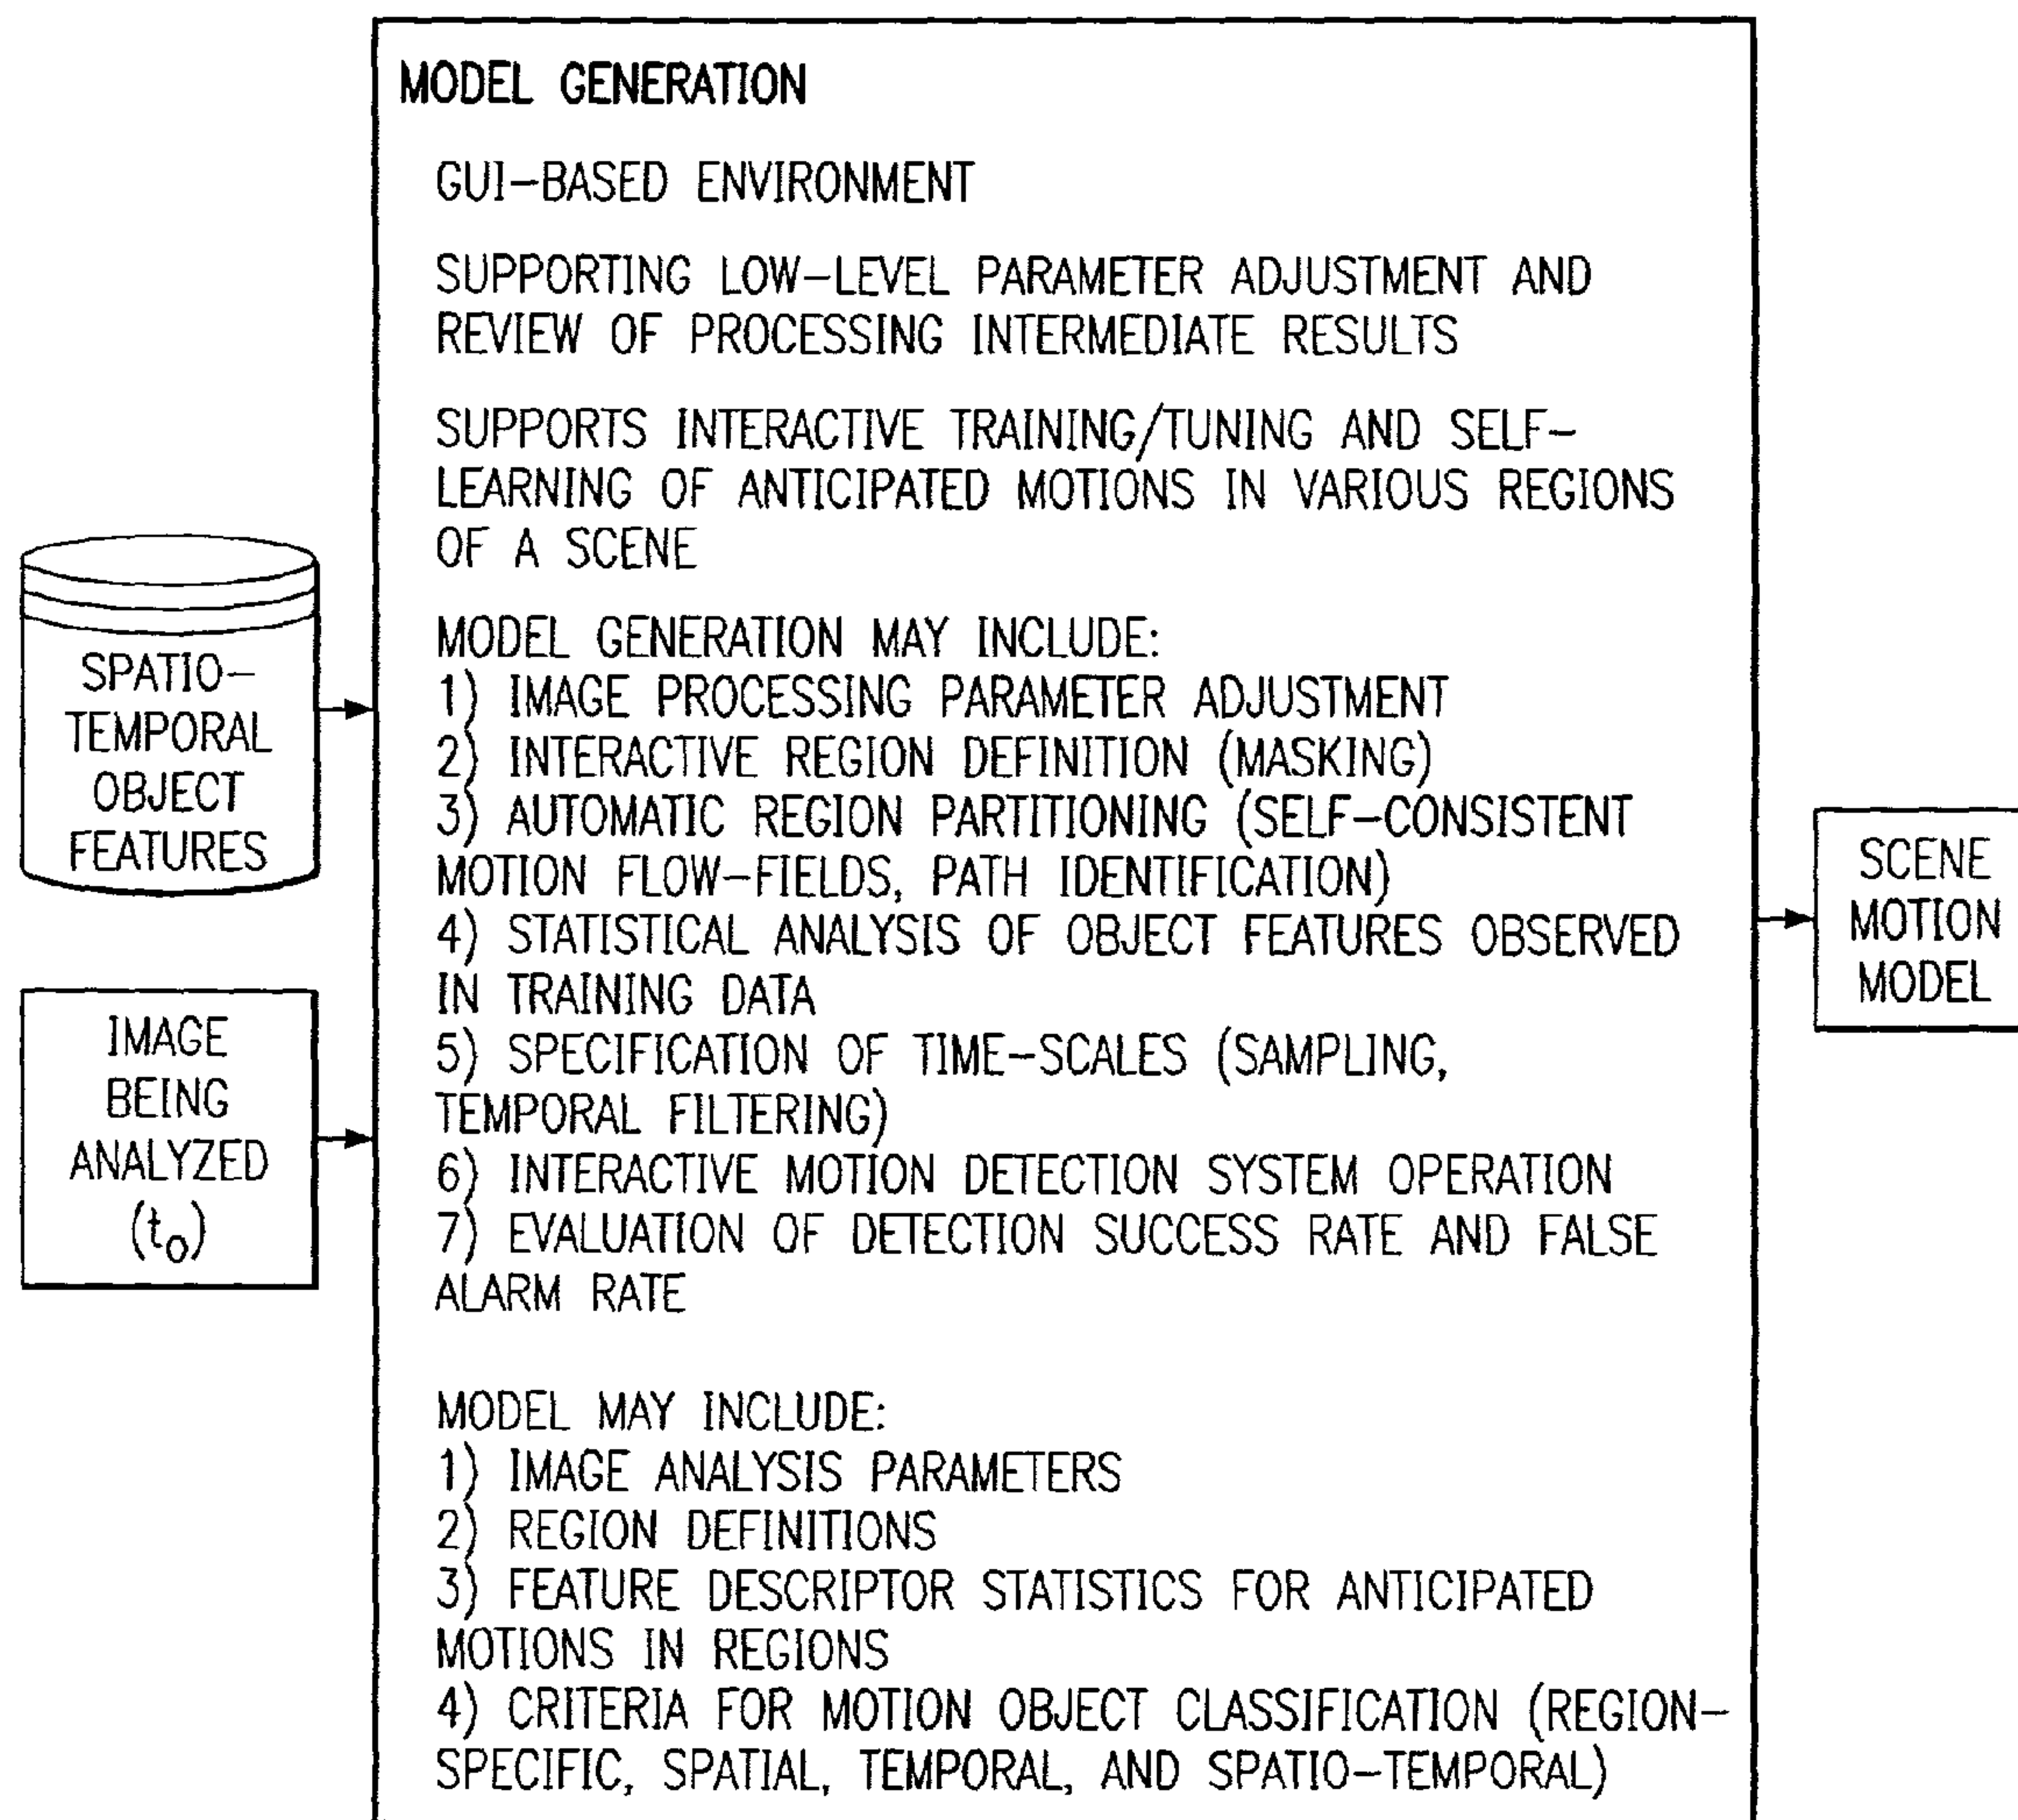 MODEL GENERATION
GUI-BASED ENVIRONMENT
SUPPORTING LOW-LEVEL PARAMETER ADJUSTMENT AND
REVIEW OF PROCESSING INTERMEDIATE RESULTS
SUPPORTS INTERACTIVE TRAINING/TUNING AND SELF-
LEARNING OF ANTICIPATED MOTIONS IN VARIOUS REGIONS
OF A SCENE
MODEL GENERATION MAY INCLUDE:
1) IMAGE PROCESSING PARAMETER ADJUSTMENT
2) INTERACTIVE REGION DEFINITION (MASKING)
3) AUTOMATIC REGION PARTITIONING (SELF-CONSISTENT
MOTION FLOW-FIELDS, PATH IDENTIFICATION)
4) STATISTICAL ANALYSIS OF OBJECT FEATURES OBSERVED
IN TRAINING DATA
5) SPECIFICATION OF TIME-SCALES (SAMPLING,
TEMPORAL FILTERING)
6) INTERACTIVE MOTION DETECTION SYSTEM OPERATION
7) EVALUATION OF DETECTION SUCCESS RATE AND FALSE
ALARM RATE
MODEL MAY INCLUDE:
1) IMAGE ANALYSIS PARAMETERS
2) REGION DEFINITIONS
3) FEATURE DESCRIPTOR STATISTICS FOR ANTICIPATED
MOTIONS IN REGIONS
4) CRITERIA FOR MOTION OBJECT CLASSIFICATION (REGION-
SPECIFIC, SPATIAL, TEMPORAL, AND SPATIO-TEMPORAL)
SPATIO-
TEMPORAL
OBJECT
FEATURES
IMAGE
BEING
ANALYZED
(t₀)
SCENE
MOTION
MODEL